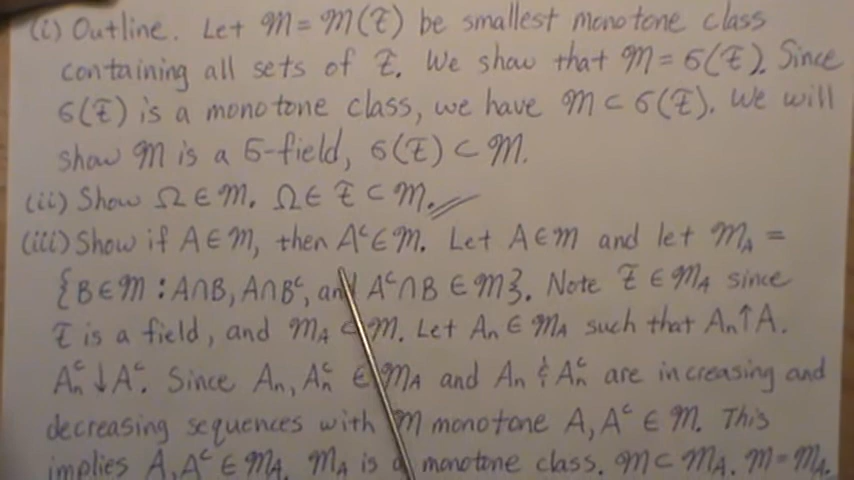 (i) Outline. Let 𝓜 = 𝓜(Ƒ) be smallest monotone class
containing all sets of Ƒ. We show that 𝓜 = σ(Ƒ). Since
σ(Ƒ) is a monotone class, we have 𝓜 ⊂ σ(Ƒ). We will
show 𝓜 is a σ-field, σ(Ƒ) ⊂ 𝓜.
(ii) Show Ω ∈ 𝓜. Ω ∈ Ƒ ⊂ 𝓜.
(iii) Show if A ∈ 𝓜, then Aᶜ ∈ 𝓜. Let A ∈ 𝓜 and let 𝓜_A =
{B ∈ 𝓜 : A∩B, A∩Bᶜ, and Aᶜ∩B ∈ 𝓜}. Note Ƒ ∈ 𝓜_A since
Ƒ is a field, and 𝓜_A ⊂ 𝓜. Let Aₙ ∈ 𝓜_A such that Aₙ↑A.
Aₙᶜ↓Aᶜ. Since Aₙ, Aₙᶜ ∈ 𝓜_A and Aₙ & Aₙᶜ are increasing and
decreasing sequences with 𝓜 monotone A, Aᶜ ∈ 𝓜. This
implies A, Aᶜ ∈ 𝓜_A. 𝓜_A is a monotone class. 𝓜 ⊂ 𝓜_A. 𝓜 = 𝓜_A.